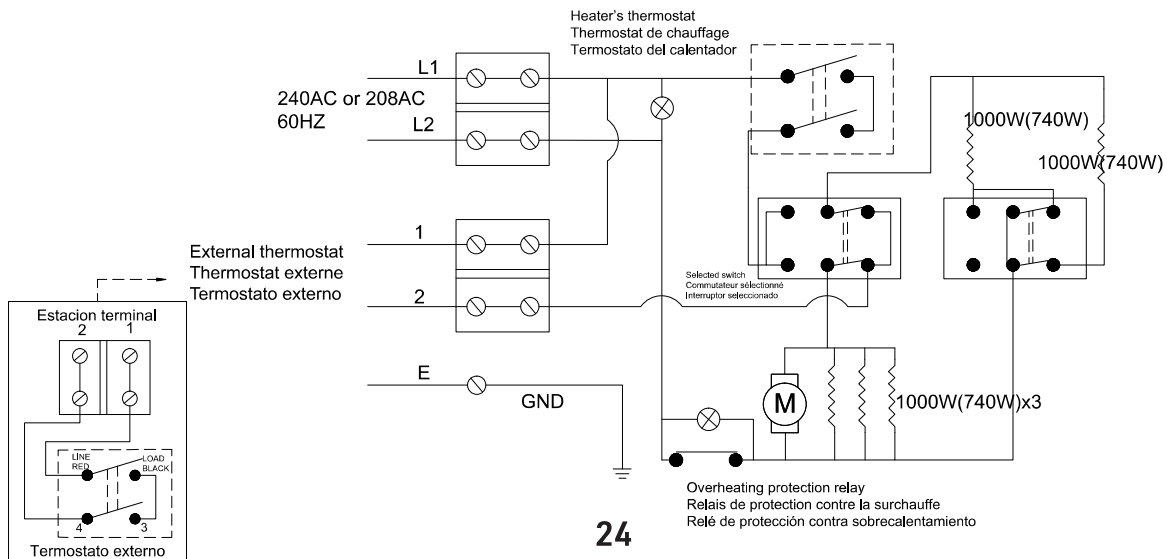 Heater's thermostat
Thermostat de chauffage
Termostato del calentador
L1
240AC or 208AC
60HZ
L2
1000W(740W)
1000W(740W)
1
External thermostat
Thermostat externe
Termostato externo
2
Selected switch
Commutateur sélectionné
Interruptor seleccionado
Estacion terminal
2 1
E
GND
M
1000W(740W)x3
LINE
RED
LOAD
BLACK
4 3
Termostato externo
Overheating protection relay
Relais de protection contre la surchauffe
Relé de protección contra sobrecalentamiento
24